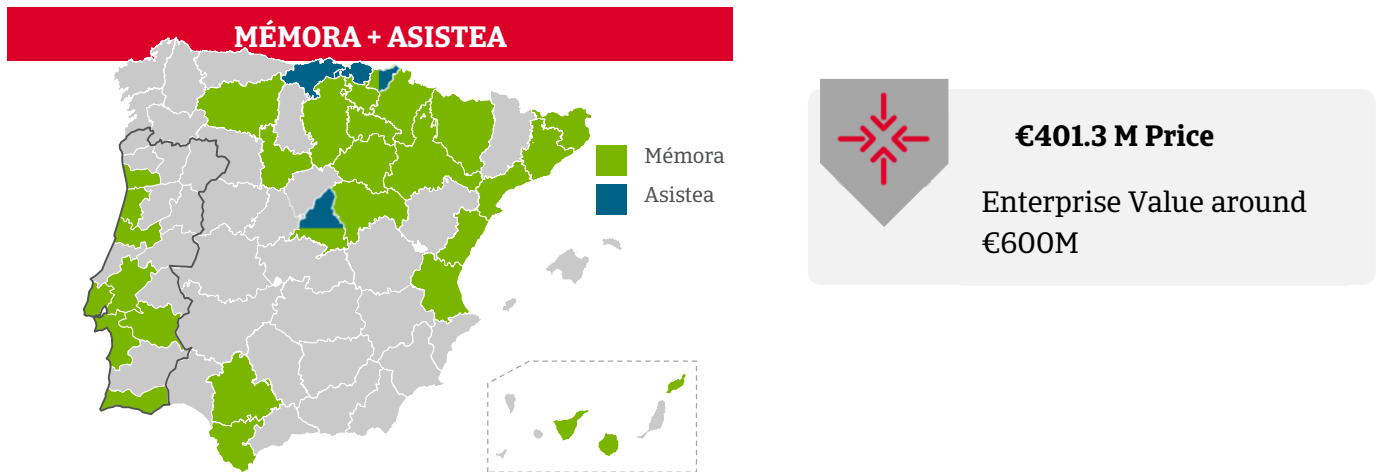 MÉMORA + ASISTEA
Mémora
Asistea
€401.3 M Price
Enterprise Value around
€600M